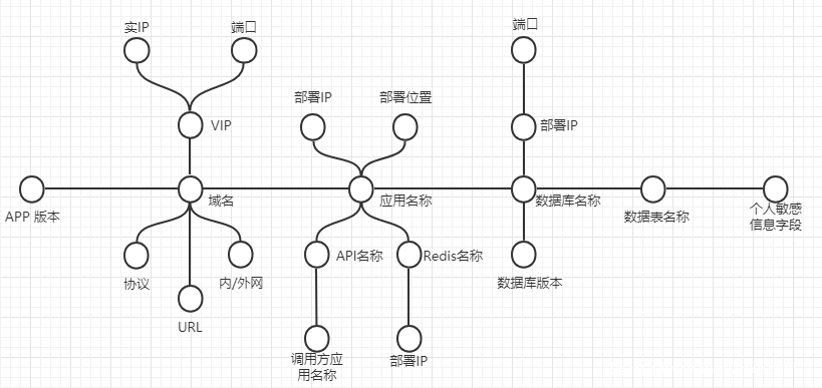 实IP
端口
端口
部署IP
部署位置
VIP
部署IP
APP 版本
域名
应用名称
数据库名称
数据表名称
个人敏感
信息字段
协议
内/外网
API名称
Redis名称
数据库版本
URL
调用方应
用名称
部署IP